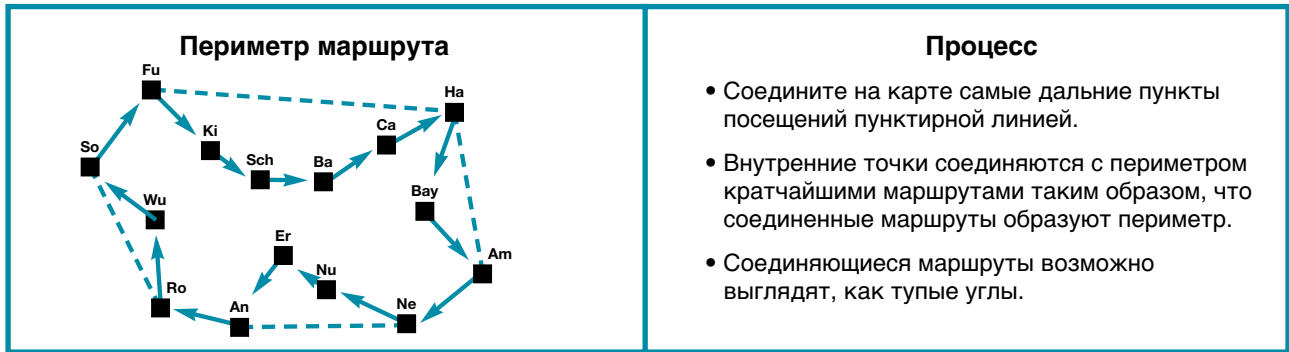 Периметр маршрута
Fu
Ha
Ki
Ca
So
Sch
Ba
Bay
Wu
Er
Am
Nu
Ro
An
Ne
Процесс
• Соедините на карте самые дальние пункты
посещений пунктирной линией.
• Внутренние точки соединяются с периметром
кратчайшими маршрутами таким образом, что
соединенные маршруты образуют периметр.
• Соединяющиеся маршруты возможно
выглядят, как тупые углы.